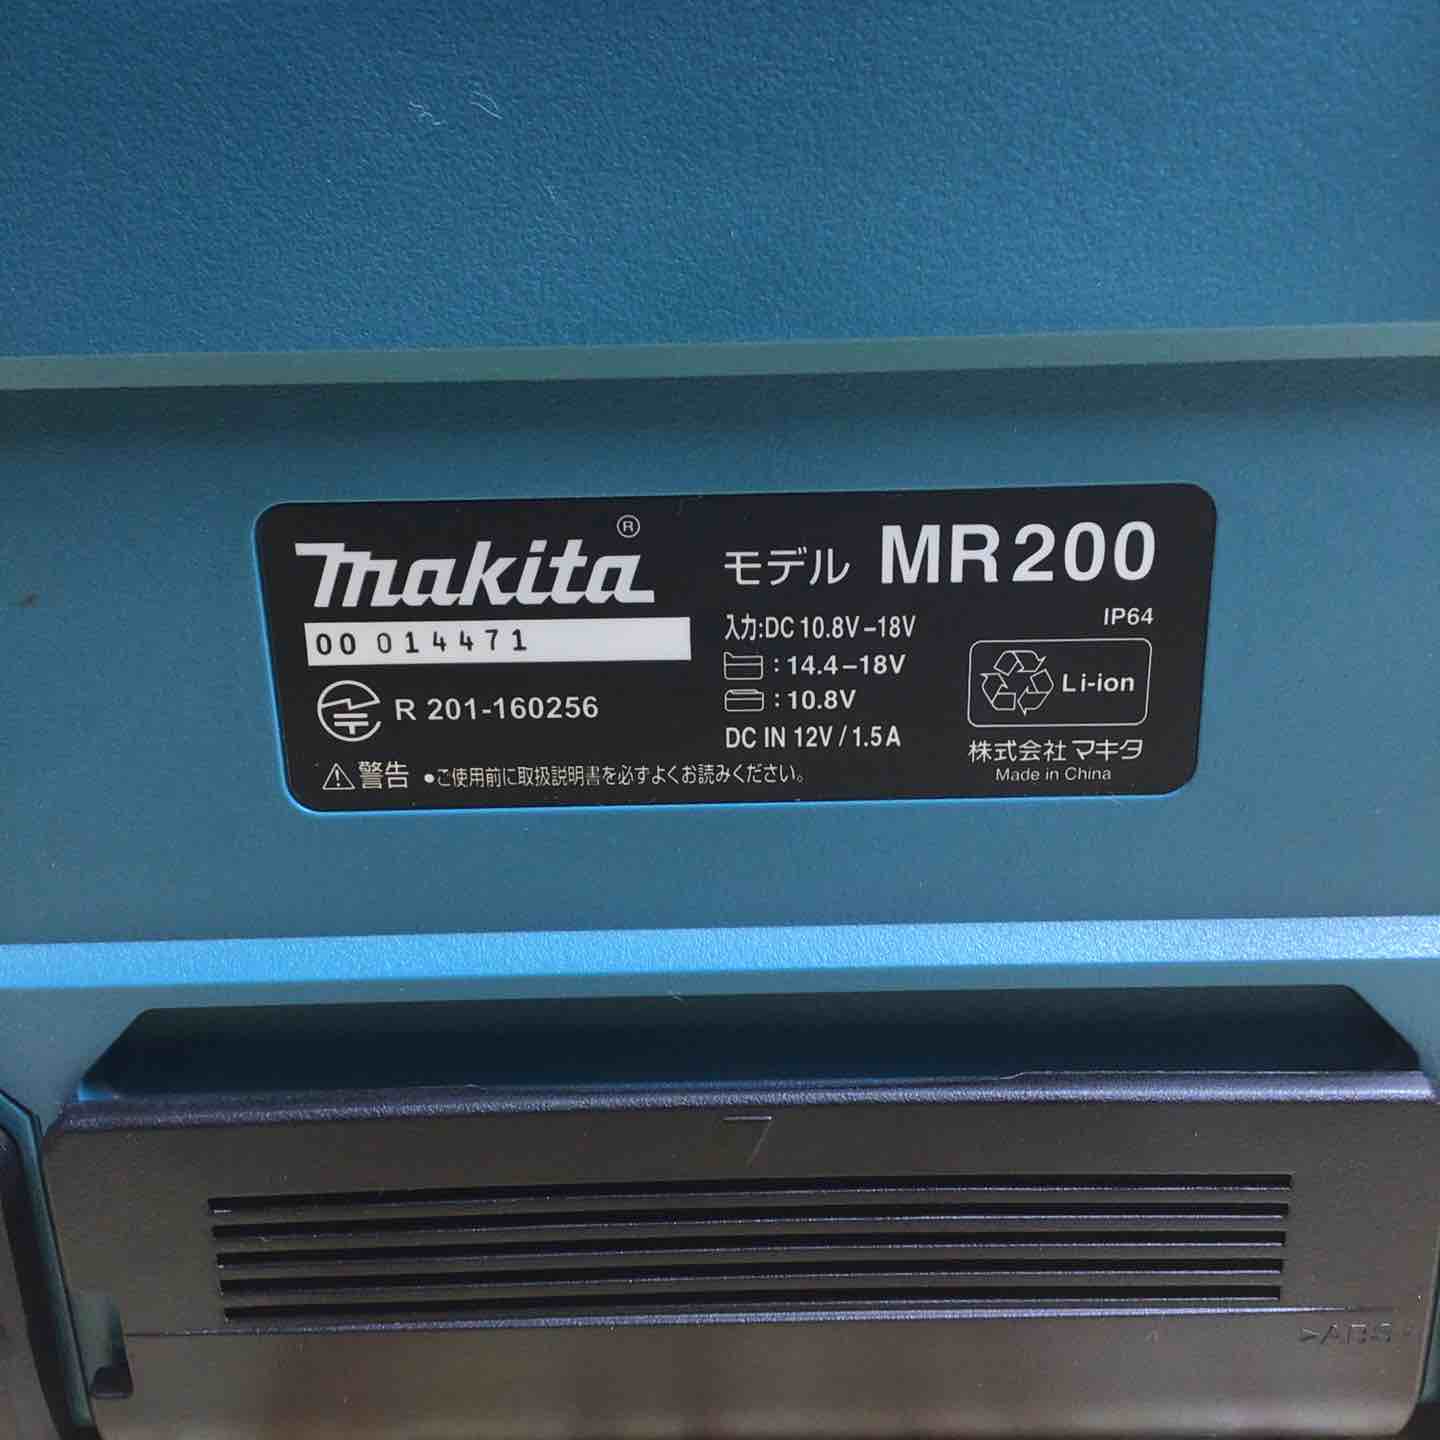 makita®
00 014471
R 201-160256
モデル MR200
IP64
入力:DC 10.8V-18V
: 14.4-18V
: 10.8V
DC IN 12V / 1.5A
Li-ion
株式会社 マキタ
Made in China
警告 ●ご使用前に取扱説明書を必ずよくお読みください。
>ABS<